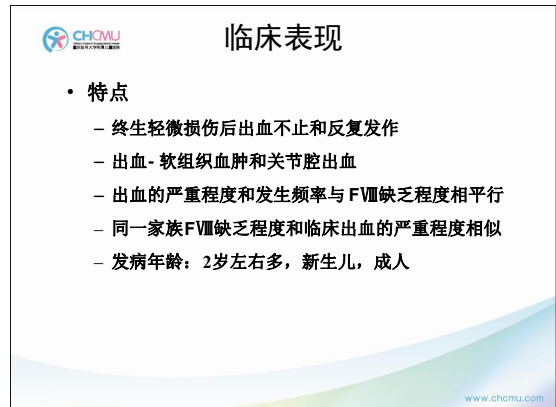 CHCMU
临床表现
• 特点
– 终生轻微损伤后出血不止和反复发作
– 出血- 软组织血肿和关节腔出血
– 出血的严重程度和发生频率与 FⅧ缺乏程度相平行
– 同一家族FⅧ缺乏程度和临床出血的严重程度相似
– 发病年龄：2岁左右多，新生儿，成人
www.chcmu.com